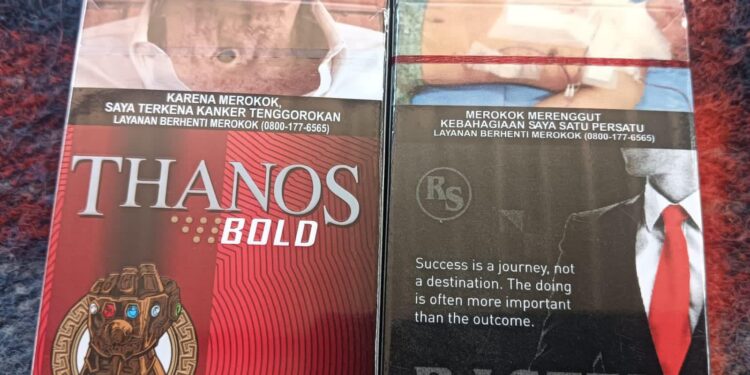 KARENA MEROKOK,
SAYA TERKENA KANKER TENGGOROKAN
LAYANAN BERHENTI MEROKOK (0800-177-6565)
THANOS
BOLD
MEROKOK MERENGGUT
KEBAHAGIAAN SAYA SATU PERSATU
LAYANAN BERHENTI MEROKOK (0800-177-6565)
RS
Success is a journey, not
a destination. The doing
is often more important
than the outcome.